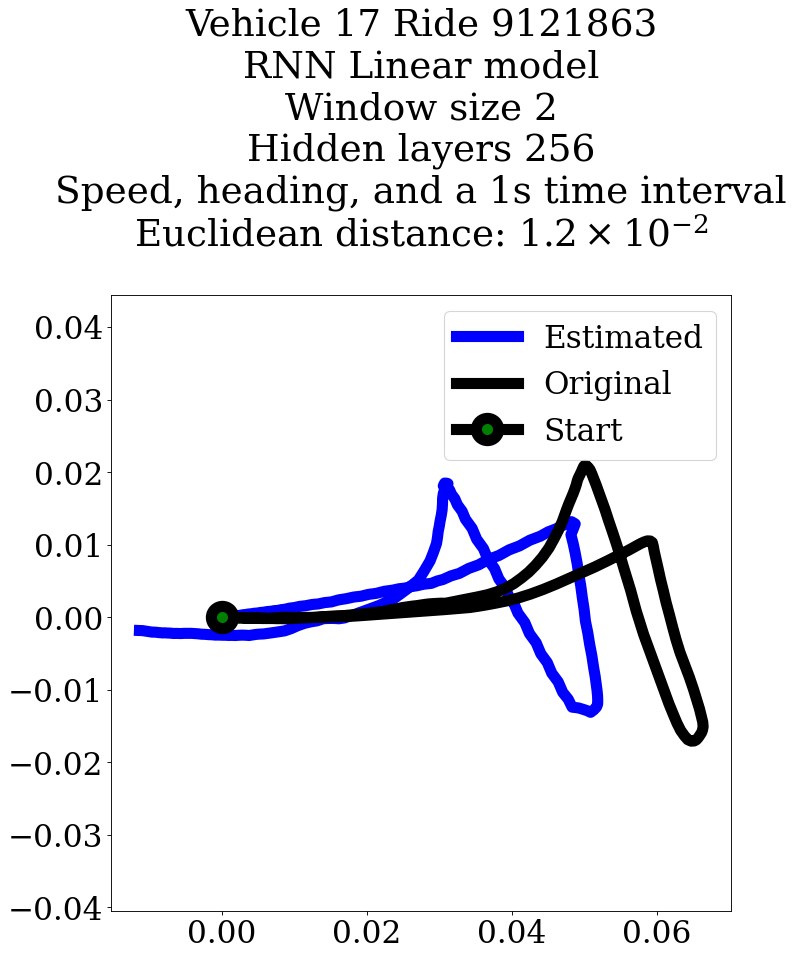 Vehicle 17 Ride 9121863
RNN Linear model
Window size 2
Hidden layers 256
Speed, heading, and a 1s time interval
Euclidean distance: 1.2 × 10⁻²
Estimated
Original
Start
0.04
0.03
0.02
0.01
0.00
−0.01
−0.02
−0.03
−0.04
0.00 0.02 0.04 0.06